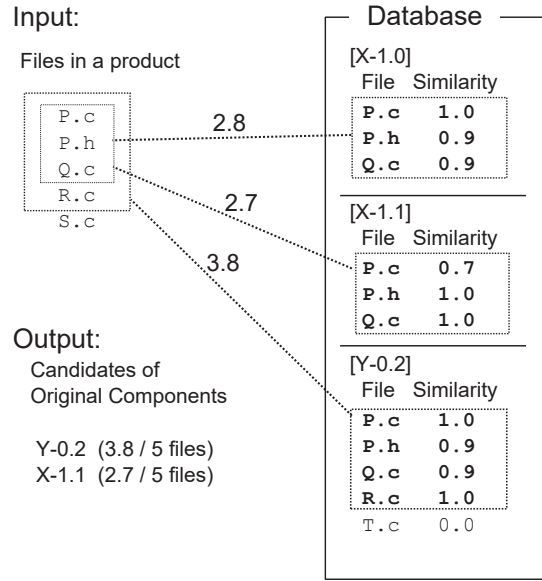 Input:
Files in a product
P.c
P.h
Q.c
R.c
S.c
2.8
2.7
3.8
Output:
Candidates of
Original Components
Y-0.2 (3.8 / 5 files)
X-1.1 (2.7 / 5 files)
Database
[X-1.0]
File Similarity
P.c 1.0
P.h 0.9
Q.c 0.9
[X-1.1]
File Similarity
P.c 0.7
P.h 1.0
Q.c 1.0
[Y-0.2]
File Similarity
P.c 1.0
P.h 0.9
Q.c 0.9
R.c 1.0
T.c 0.0